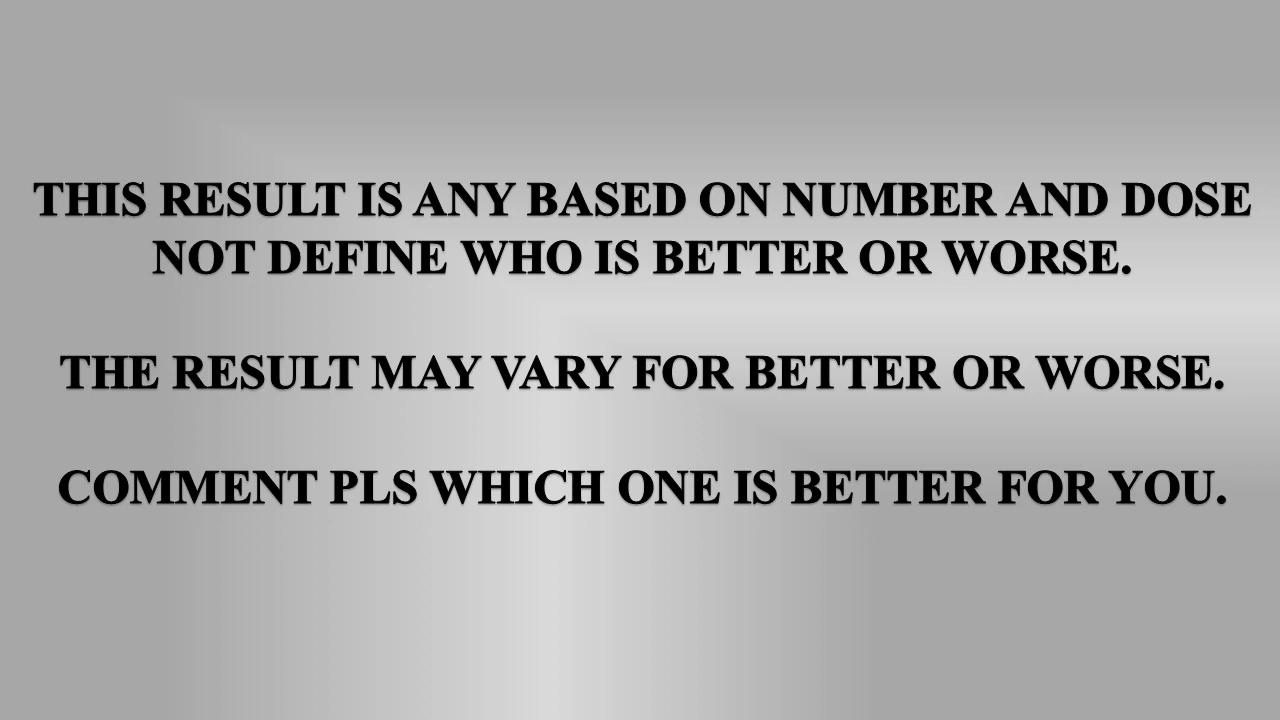 THIS RESULT IS ANY BASED ON NUMBER AND DOSE
NOT DEFINE WHO IS BETTER OR WORSE.
THE RESULT MAY VARY FOR BETTER OR WORSE.
COMMENT PLS WHICH ONE IS BETTER FOR YOU.